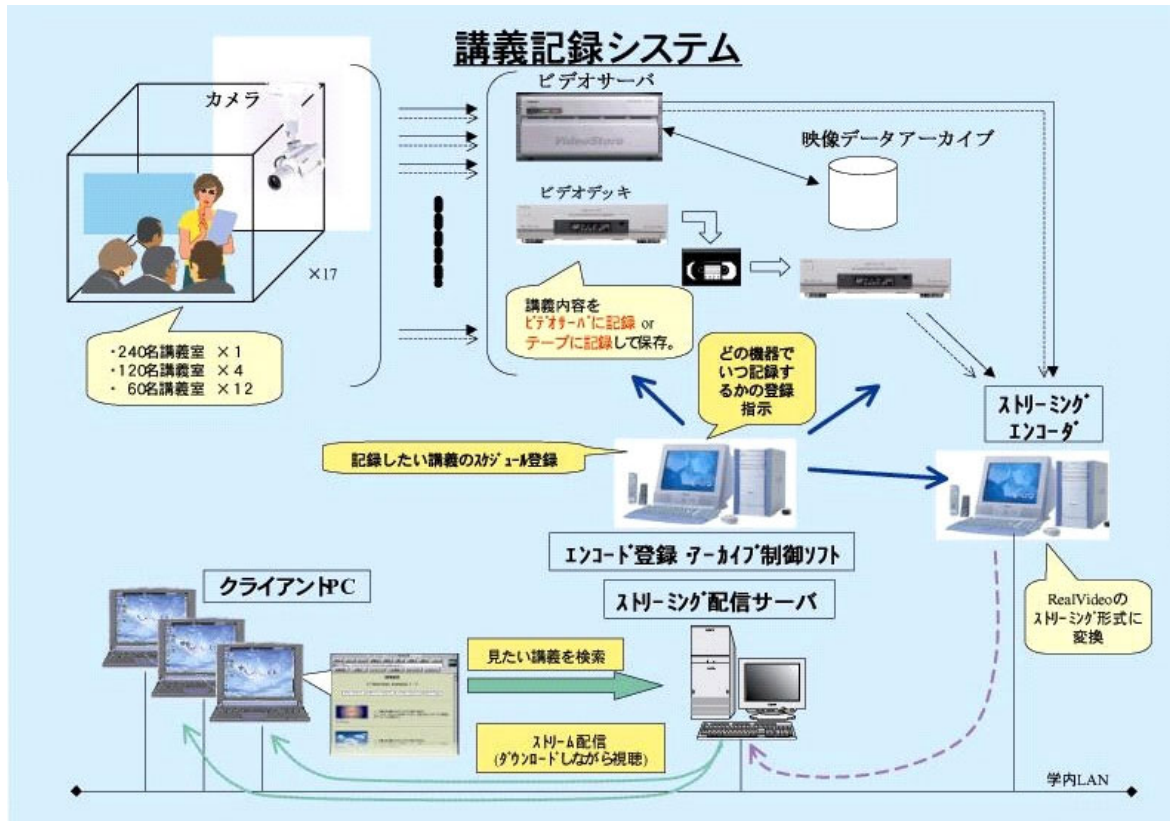 講義記録システム
カメラ
×17
・240名講義室 ×1
・120名講義室 ×4
・ 60名講義室 ×12
ビデオサーバ
VideoStore
映像データアーカイブ
ビデオデッキ
講義内容を
ﾋﾞﾃﾞｵｻｰﾊﾞに記録 or
テープに記録して保存。
どの機器で
いつ記録す
るかの登録
指示
記録したい講義のｽｹｼﾞｭｰﾙ登録
ｽﾄﾘｰﾐﾝｸﾞ
ｴﾝｺｰﾀﾞ
ｴﾝｺｰﾄﾞ登録・ｱｰｶｲﾌﾞ制御ｿﾌﾄ
RealVideoの
ｽﾄﾘｰﾐﾝｸﾞ形式に
変換
クライアントPC
ｽﾄﾘｰﾐﾝｸﾞ配信サーバ
見たい講義を検索
ｽﾄﾘｰﾑ配信
(ﾀﾞｳﾝﾛｰﾄﾞしながら視聴)
学内LAN